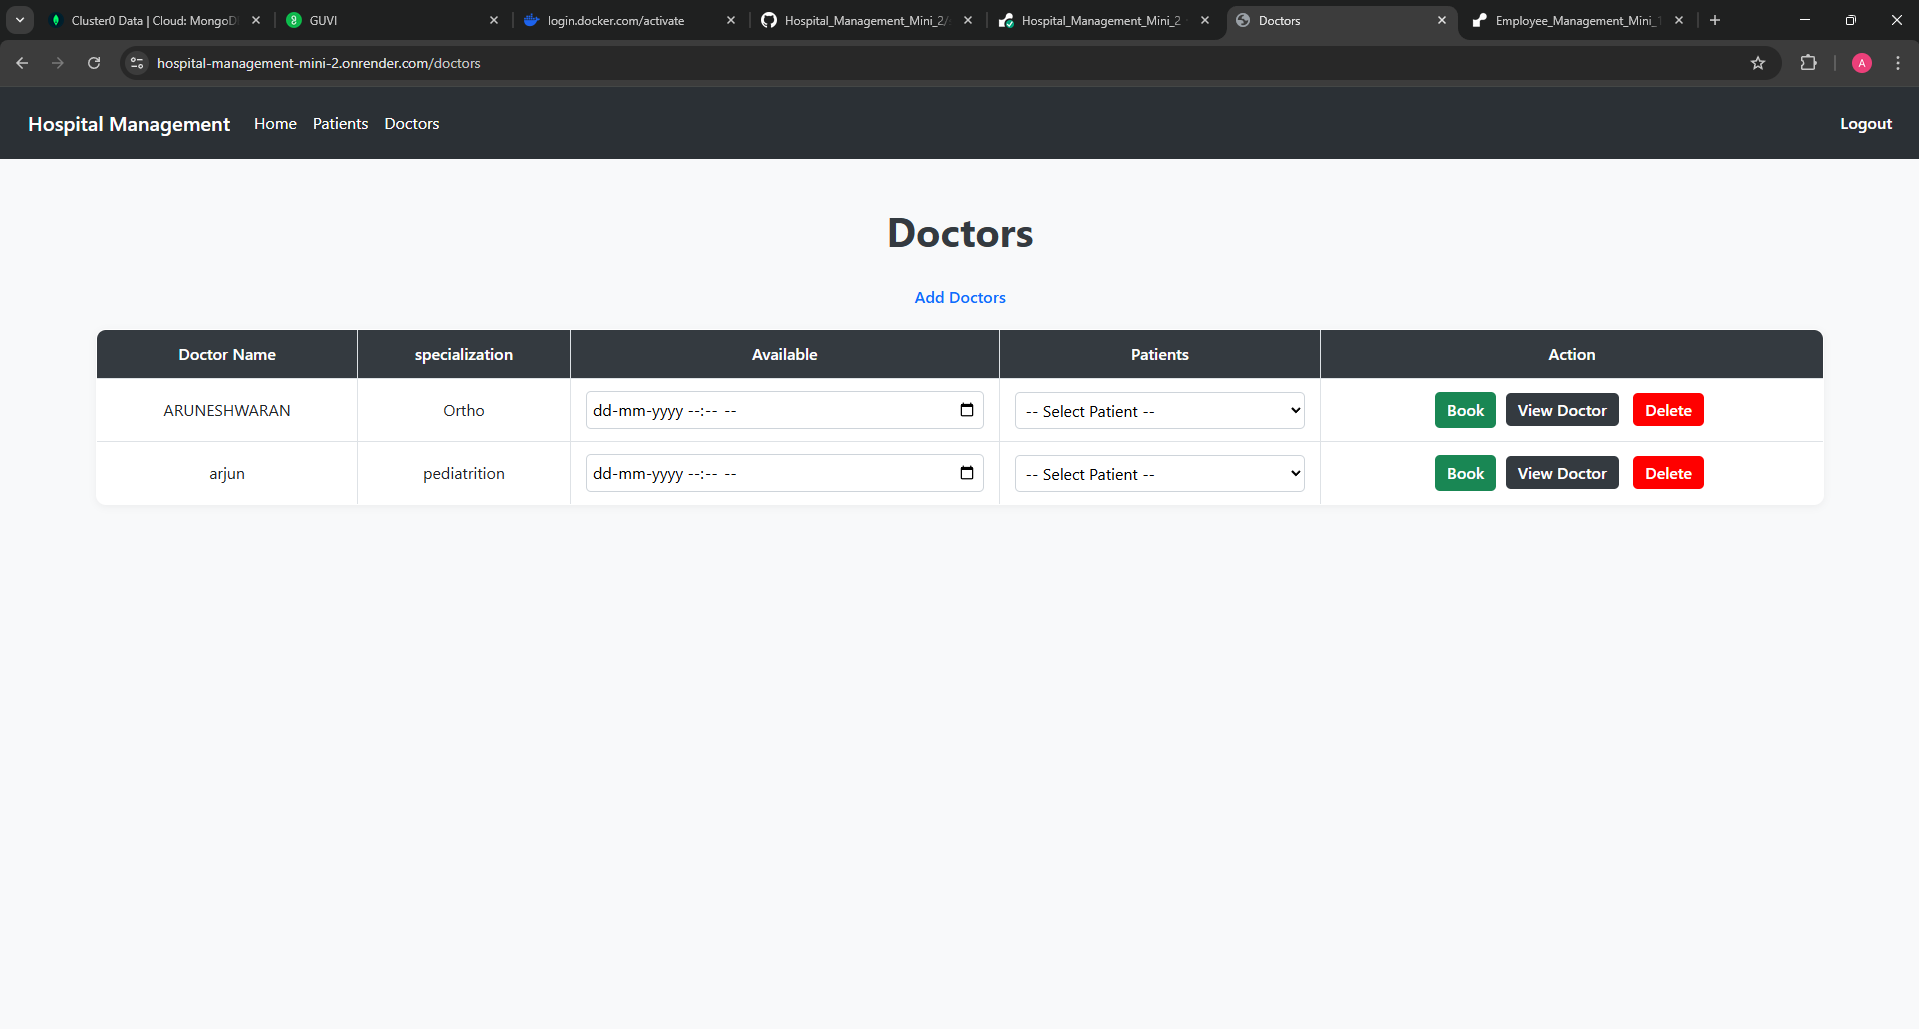 Cluster0 Data | Cloud: MongoD GUVI login.docker.com/activate Hospital_Management_Mini_2/ Hospital_Management_Mini_2 Doctors Employee_Management_Mini_1
hospital-management-mini-2.onrender.com/doctors A
Hospital Management Home Patients Doctors Logout
Doctors
Add Doctors
Doctor Name specialization Available Patients Action
ARUNESHWARAN Ortho dd-mm-yyyy --:-- -- -- Select Patient -- Book View Doctor Delete
arjun pediatrition dd-mm-yyyy --:-- -- -- Select Patient -- Book View Doctor Delete